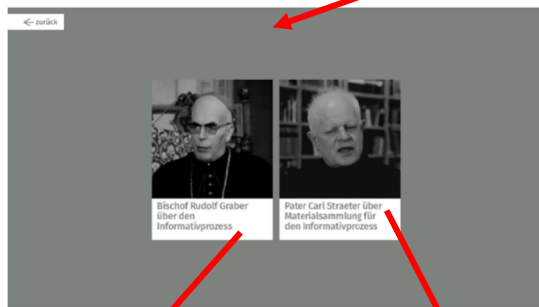 zurück
Bischof Rudolf Graber
über den
Informativprozess
Pater Carl Straeter über
Materialsammlung für
den Informativprozess